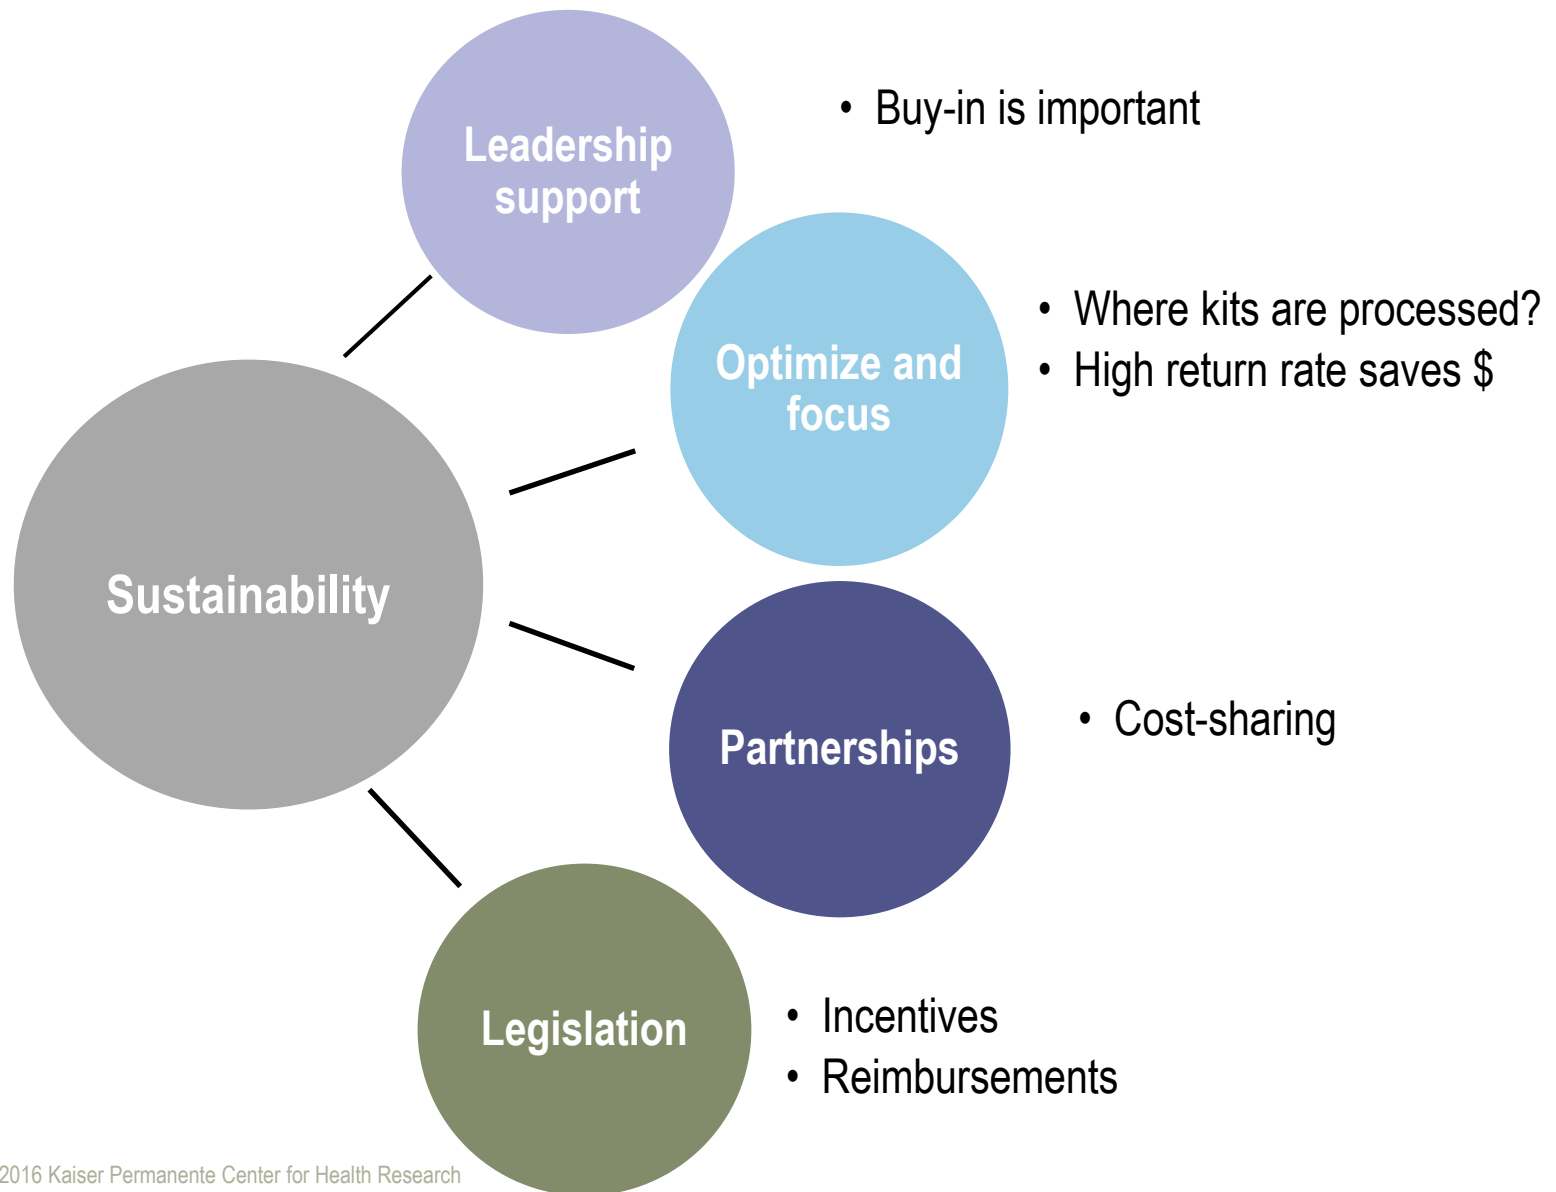 Leadership
support
• Buy-in is important
Optimize and
focus
• Where kits are processed?
• High return rate saves $
Sustainability
Partnerships
• Cost-sharing
Legislation
• Incentives
• Reimbursements
2016 Kaiser Permanente Center for Health Research